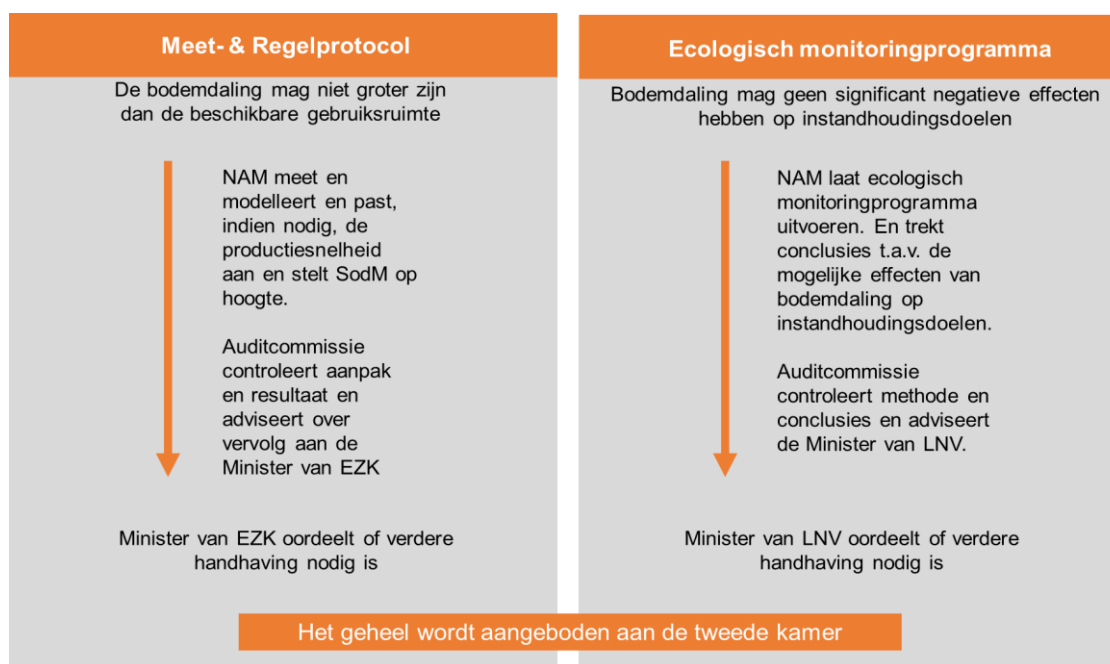 Meet- & Regelprotocol
De bodemdaling mag niet groter zijn
dan de beschikbare gebruiksruimte
NAM meet en
modelleert en past,
indien nodig, de
productiesnelheid
aan en stelt SodM op
hoogte.
Auditcommissie
controleert aanpak
en resultaat en
adviseert over
vervolg aan de
Minister van EZK
Minister van EZK oordeelt of verdere
handhaving nodig is
Ecologisch monitoringprogramma
Bodemdaling mag geen significant negatieve effecten
hebben op instandhoudingsdoelen
NAM laat ecologisch
monitoringprogramma
uitvoeren. En trekt
conclusies t.a.v. de
mogelijke effecten van
bodemdaling op
instandhoudingsdoelen.
Auditcommissie
controleert methode en
conclusies en adviseert
de Minister van LNV.
Minister van LNV oordeelt of verdere
handhaving nodig is
Het geheel wordt aangeboden aan de tweede kamer